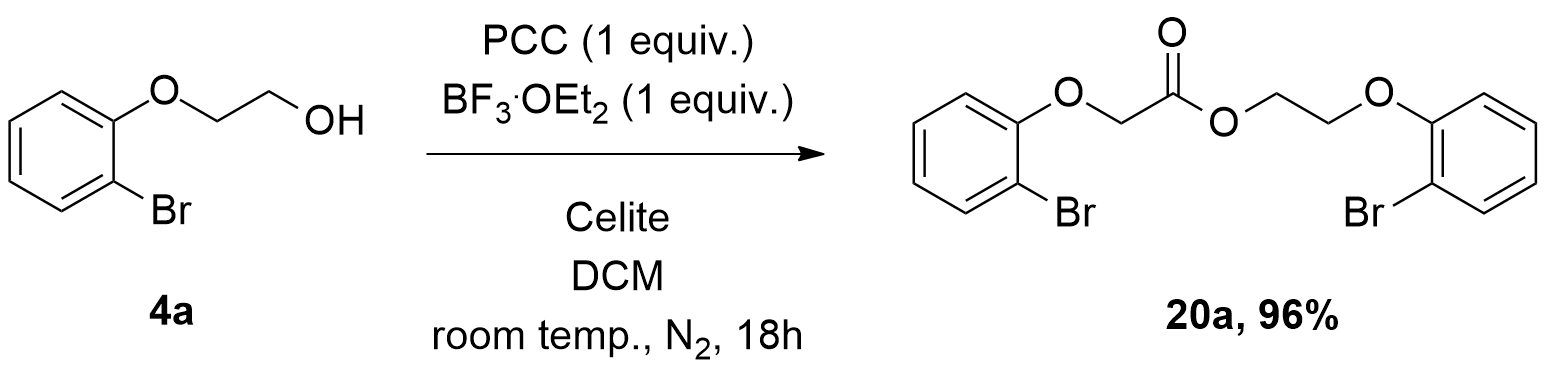 PCC (1 equiv.)
BF₃·OEt₂ (1 equiv.)
O
OH
Br
Celite
DCM
room temp., N₂, 18h
4a
O
O
O
O
Br
Br
20a, 96%